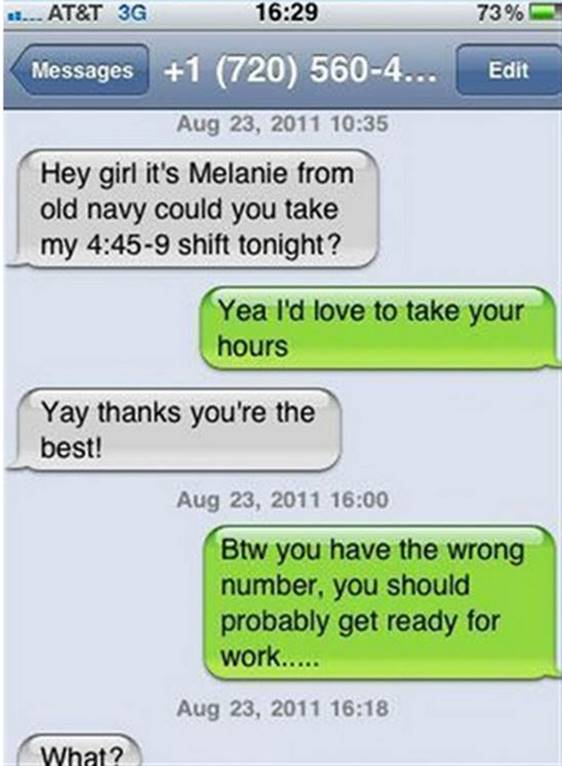 AT&T 3G 16:29 73%
Messages +1 (720) 560-4... Edit
Aug 23, 2011 10:35
Hey girl it's Melanie from
old navy could you take
my 4:45-9 shift tonight?
Yea I'd love to take your
hours
Yay thanks you're the
best!
Aug 23, 2011 16:00
Btw you have the wrong
number, you should
probably get ready for
work.....
Aug 23, 2011 16:18
What?